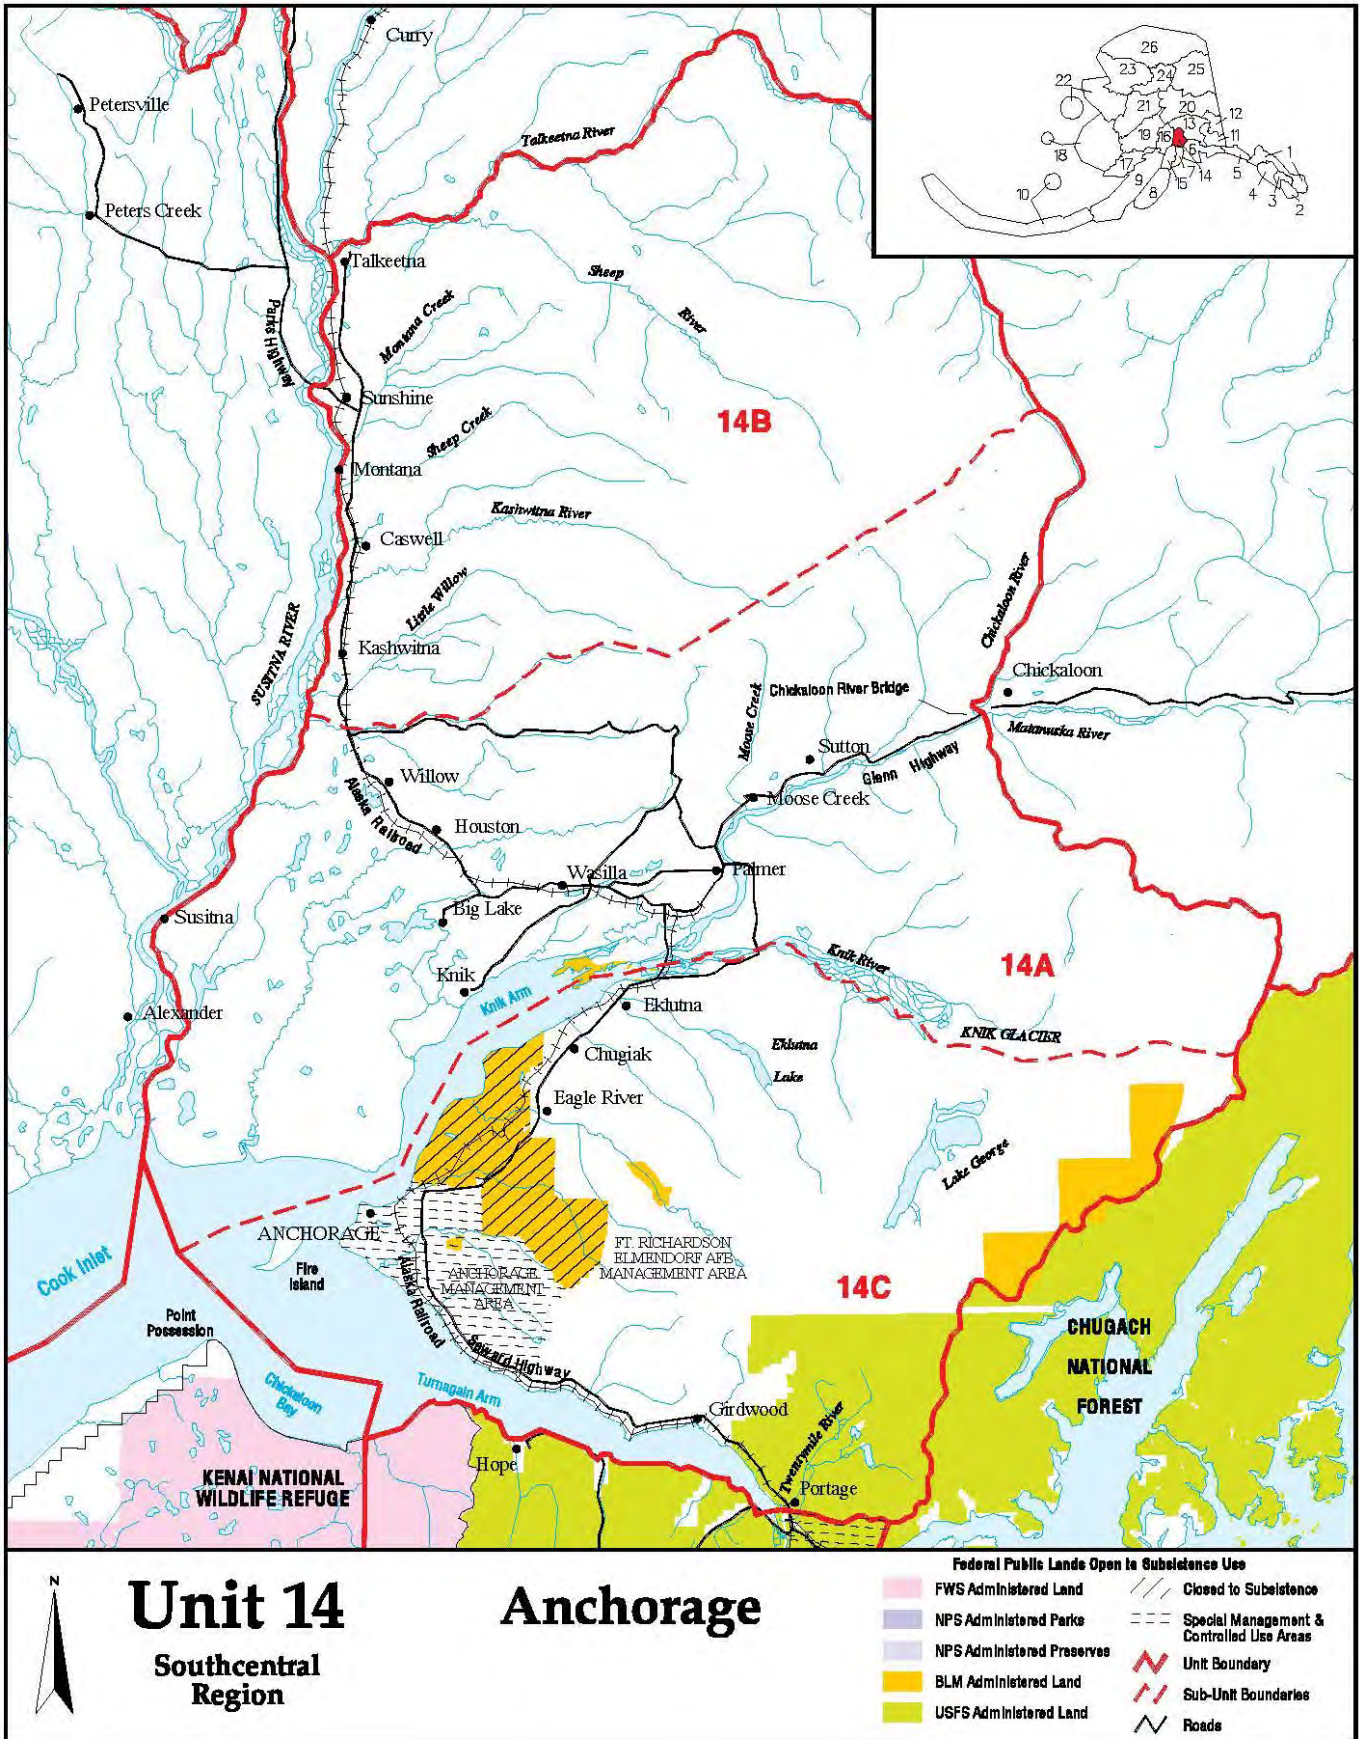 Curry
Petersville
Talkeetna River
Peters Creek
Talkeetna
Sheep
River
Parks Highway
Montana Creek
Sunshine
14B
Sheep Creek
Montana
Kashwitna River
Caswell
Little Willow
Chickaloon River
SUSITNA RIVER
Kashwitna
Chickaloon
Chickaloon River Bridge
Moose Creek
Matanuska River
Sutton
Glenn Highway
Willow
Moose Creek
Alaska Railroad
Houston
Wasilla
Palmer
Big Lake
Susitna
Knik River
14A
Knik
Knik Arm
Eklutna
Alexander
KNIK GLACIER
Eklutna
Lake
Chugiak
Eagle River
Lake George
ANCHORAGE
FT. RICHARDSON
ELMENDORF AFB
MANAGEMENT AREA
Cook Inlet
Fire
Island
ANCHORAGE
MANAGEMENT
AREA
14C
Alaska Railroad
Point
Possession
Seward Highway
CHUGACH
NATIONAL
FOREST
Chickaloon
Bay
Turnagain Arm
Girdwood
Twentymile River
Hope
KENAI NATIONAL
WILDLIFE REFUGE
Portage
26
23
24
25
22
21
20
12
13
11
19
16
6
1
18
17
7
14
5
9
15
10
8
4
3
2
N
Unit 14
Southcentral
Region
Anchorage
Federal Public Lands Open to Subsistence Use
FWS Administered Land
NPS Administered Parks
NPS Administered Preserves
BLM Administered Land
USFS Administered Land
Closed to Subsistence
Special Management &
Controlled Use Areas
Unit Boundary
Sub-Unit Boundaries
Roads